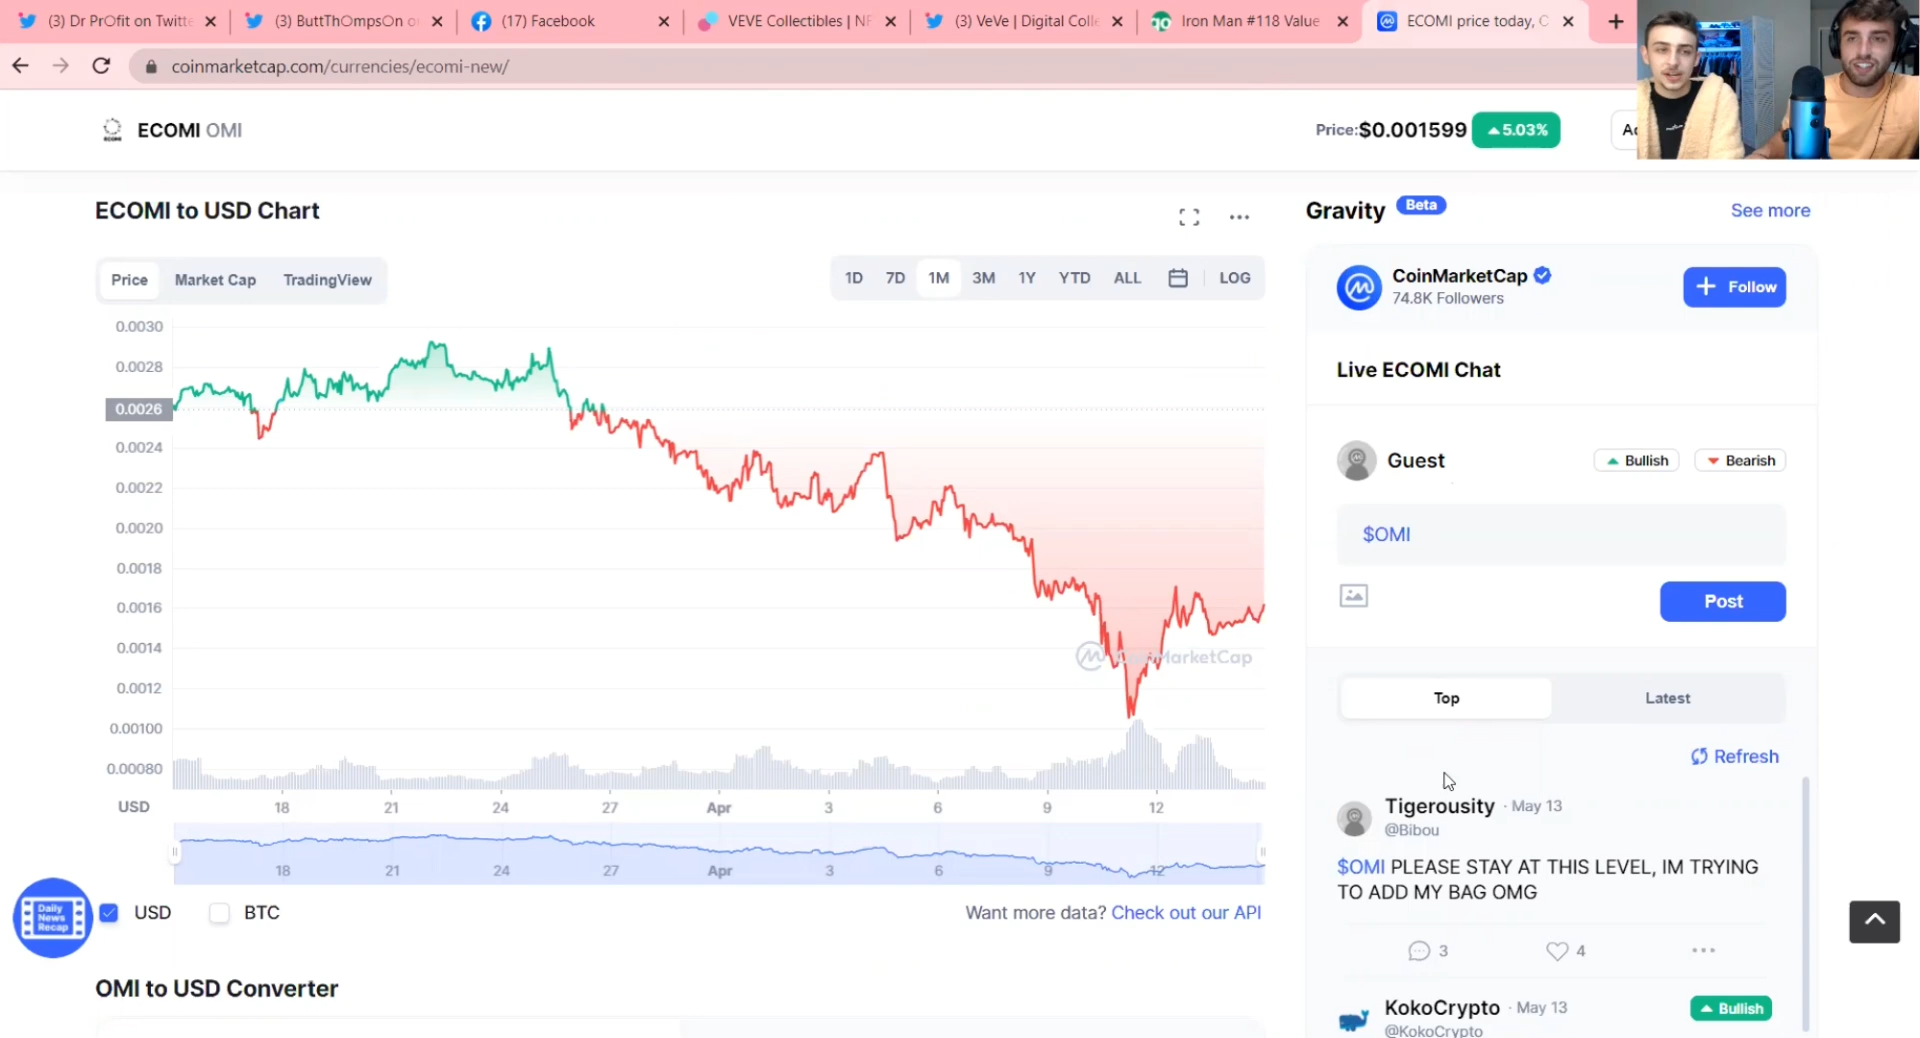 (3) Dr PrOfit on Twitte
(3) ButtThOmpsOn o
(17) Facebook
VEVE Collectibles | NF
(3) VeVe | Digital Colle
Iron Man #118 Value
ECOMI price today, O
coinmarketcap.com/currencies/ecomi-new/
ECOMI OMI
Price:$0.001599
5.03%
ECOMI to USD Chart
Price
Market Cap
TradingView
1D
7D
1M
3M
1Y
YTD
ALL
LOG
0.0030
0.0028
0.0026
0.0024
0.0022
0.0020
0.0018
0.0016
0.0014
0.0012
0.00100
0.00080
CoinMarketCap
USD
18
21
24
27
Apr
3
6
9
12
18
21
24
27
Apr
3
6
9
12
Daily
News
Recap
USD
BTC
Want more data? Check out our API
OMI to USD Converter
Gravity Beta
See more
CoinMarketCap
74.8K Followers
+ Follow
Live ECOMI Chat
Guest
Bullish
Bearish
$OMI
Post
Top
Latest
Refresh
Tigerousity · May 13
@Bibou
$OMI PLEASE STAY AT THIS LEVEL, IM TRYING
TO ADD MY BAG OMG
3
4
KokoCrypto · May 13
Bullish
@KokoCrypto